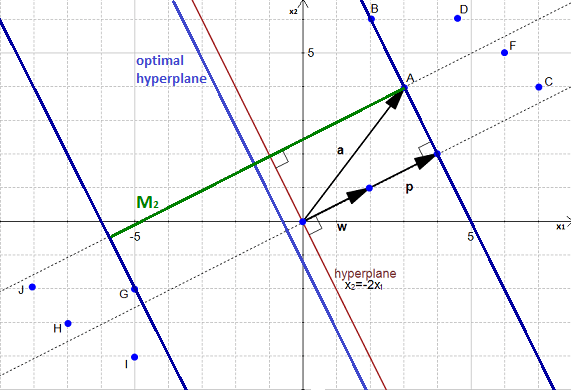 x2
B
D
5
F
optimal
hyperplane
A
C
a
M2
p
w
x1
-5
5
hyperplane
x2=-2x1
J
G
H
I